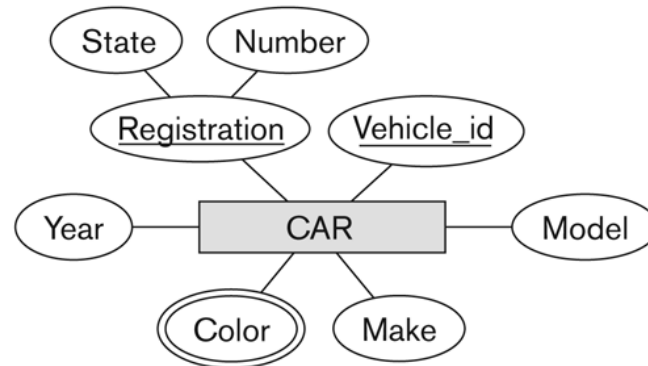 State
Number
Registration
Vehicle_id
Year
CAR
Model
Color
Make